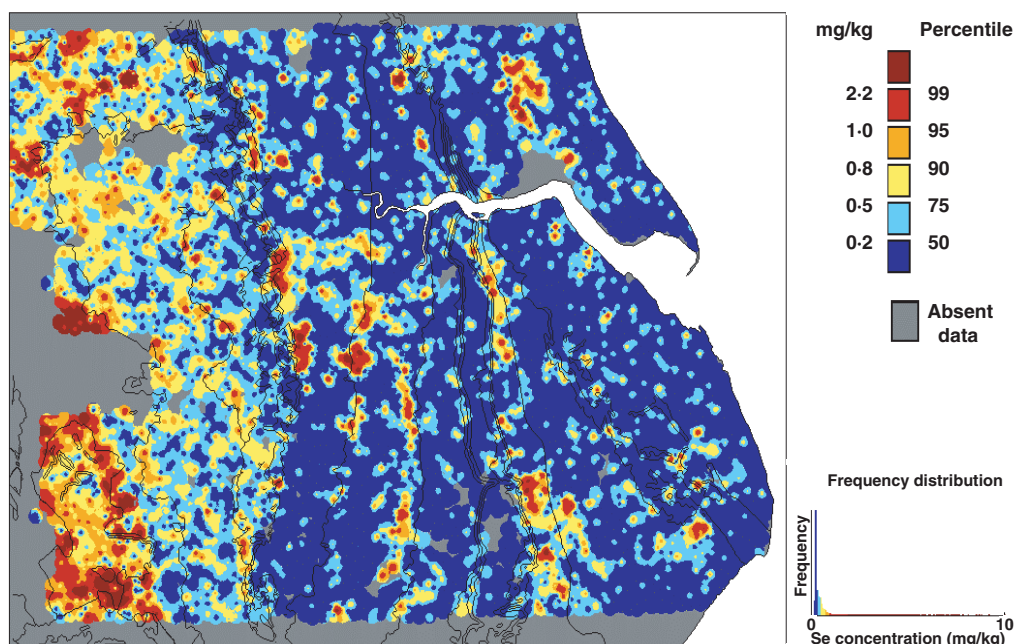 mg/kg Percentile
2·2 99
1·0 95
0·8 90
0·5 75
0·2 50
Absent
data
Frequency distribution
Frequency
0 10
Se concentration (mg/kg)